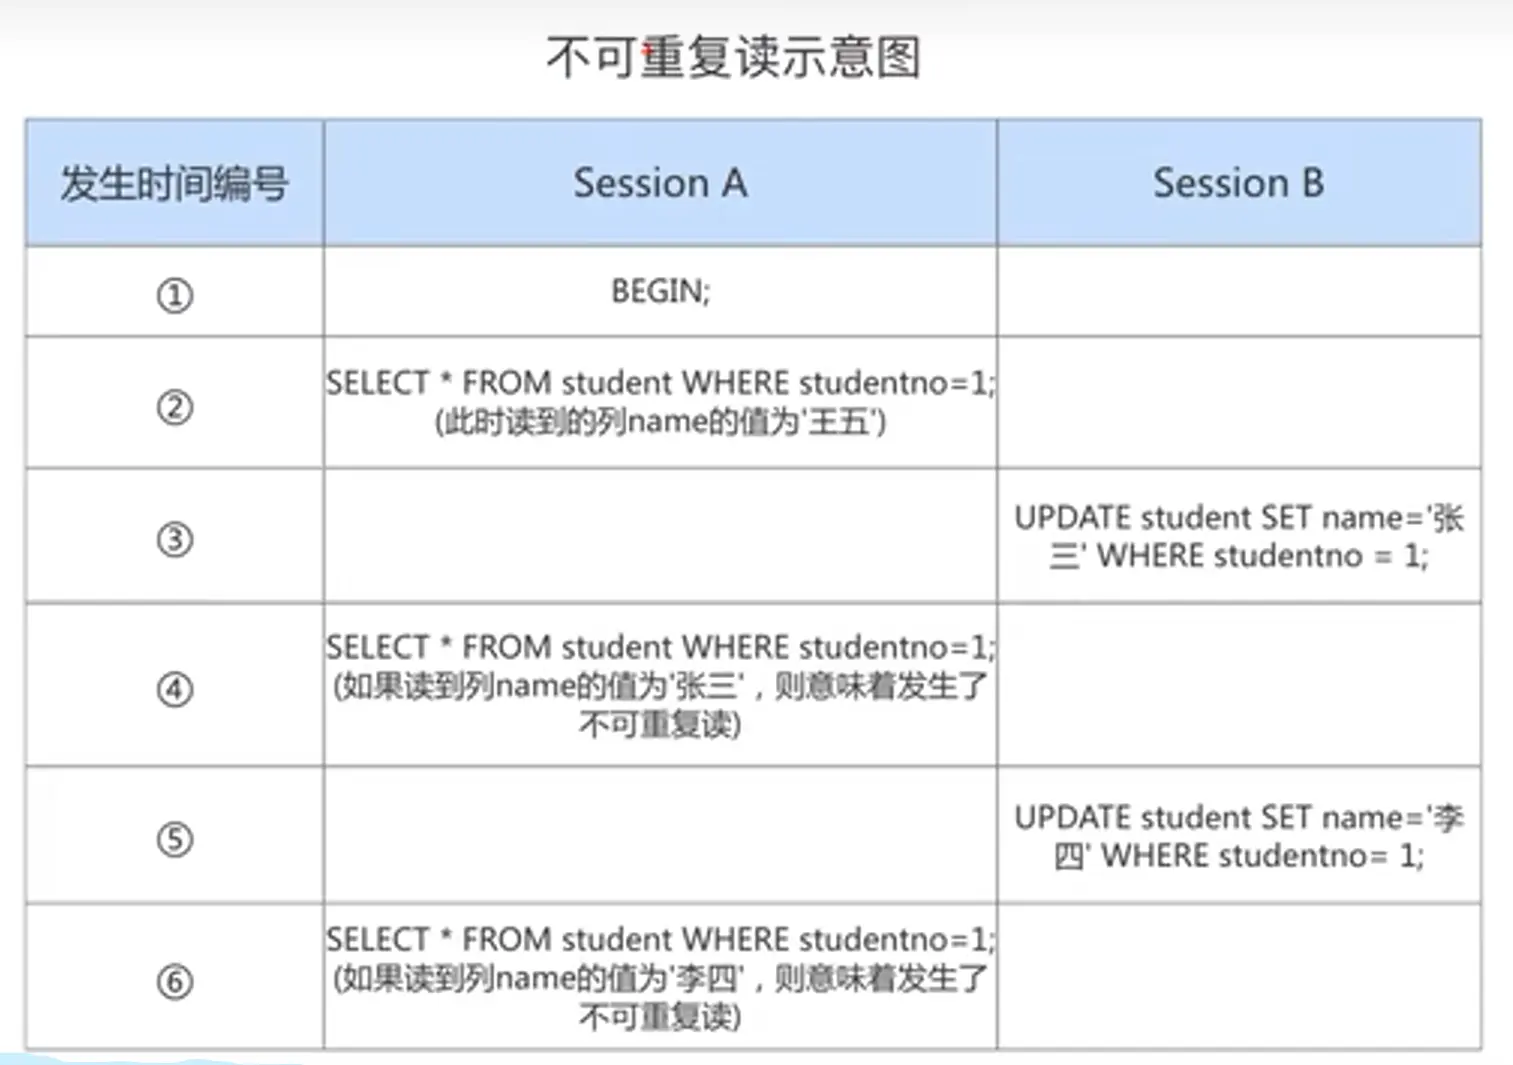 不可重复读示意图
发生时间编号 Session A Session B
① BEGIN;
② SELECT * FROM student WHERE studentno=1;
(此时读到的列name的值为'王五')
③ UPDATE student SET name='张
三' WHERE studentno = 1;
④ SELECT * FROM student WHERE studentno=1;
(如果读到列name的值为'张三'，则意味着发生了
不可重复读)
⑤ UPDATE student SET name='李
四' WHERE studentno= 1;
⑥ SELECT * FROM student WHERE studentno=1;
(如果读到列name的值为'李四'，则意味着发生了
不可重复读)